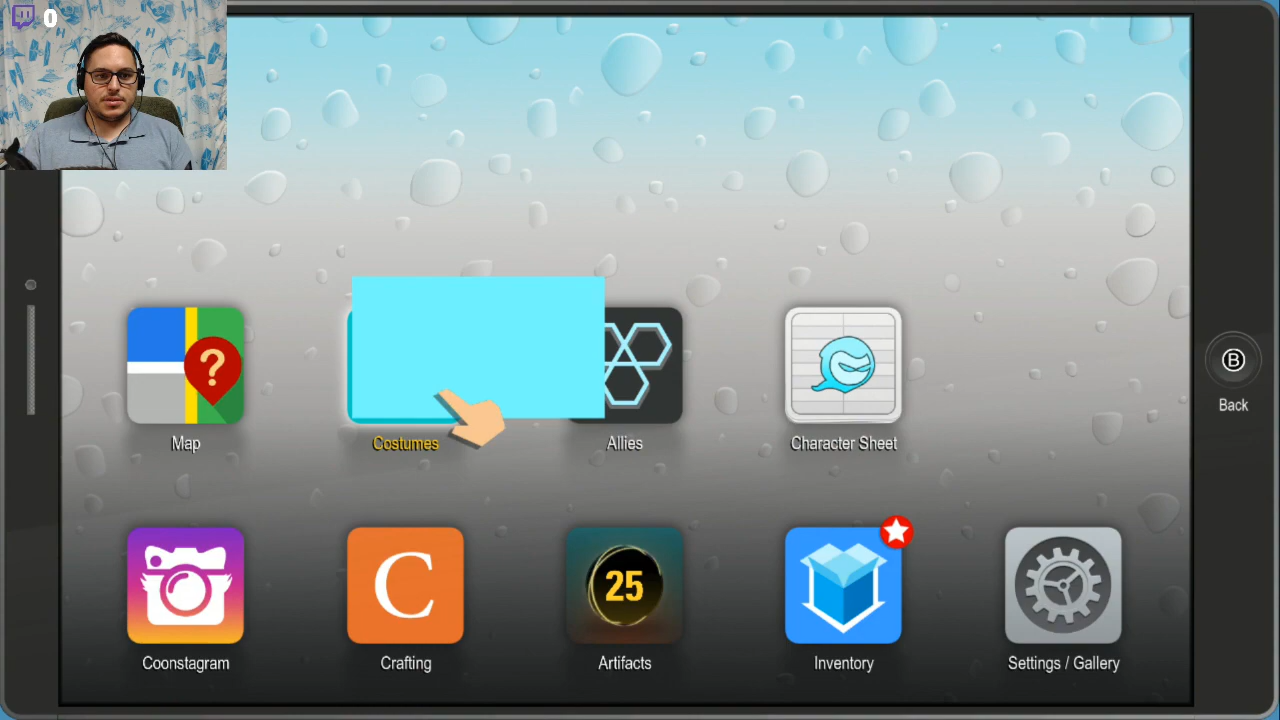 0
B
Back
Map
Costumes
Allies
Character Sheet
C
25
Coonstagram
Crafting
Artifacts
Inventory
Settings / Gallery